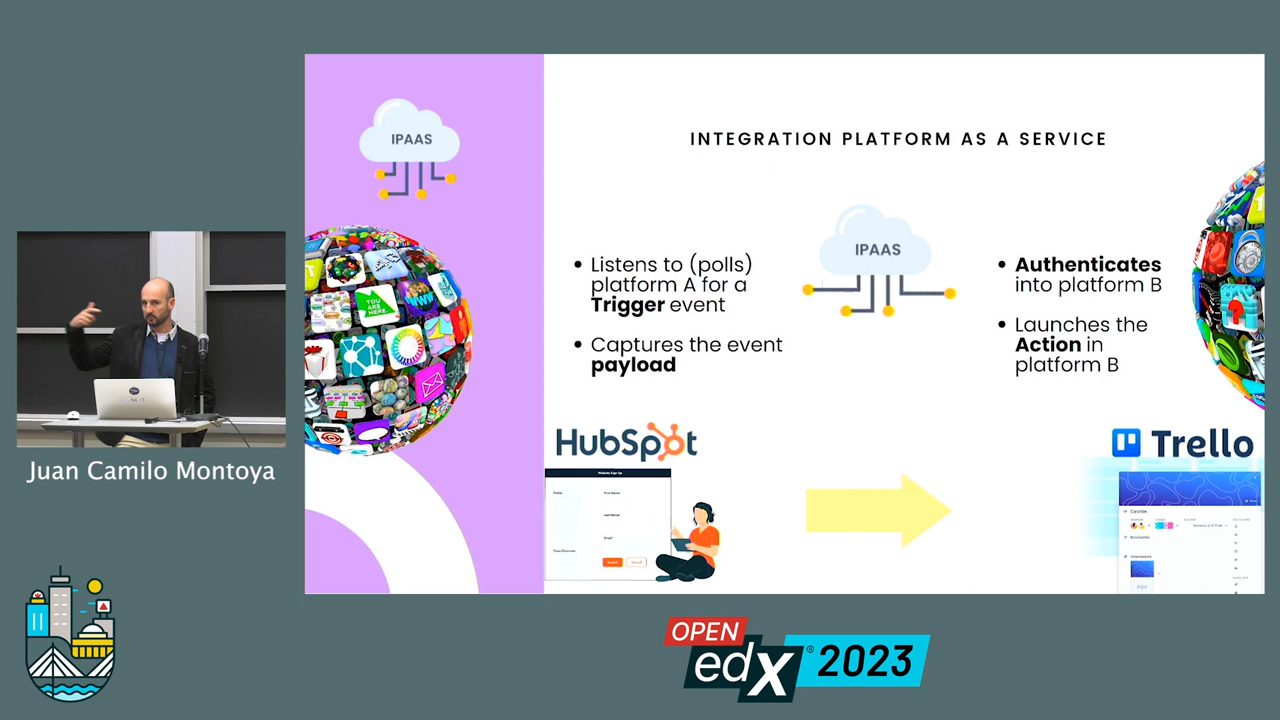 IPAAS
INTEGRATION PLATFORM AS A SERVICE
• Listens to (polls)
platform A for a
Trigger event
• Captures the event
payload
IPAAS
• Authenticates
into platform B
• Launches the
Action in
platform B
YOU
ARE
HERE.
HubSpot
Trello
Website Sign Up
First Name
Last Name
Email
Juan Camilo Montoya
OPEN
edX® 2023